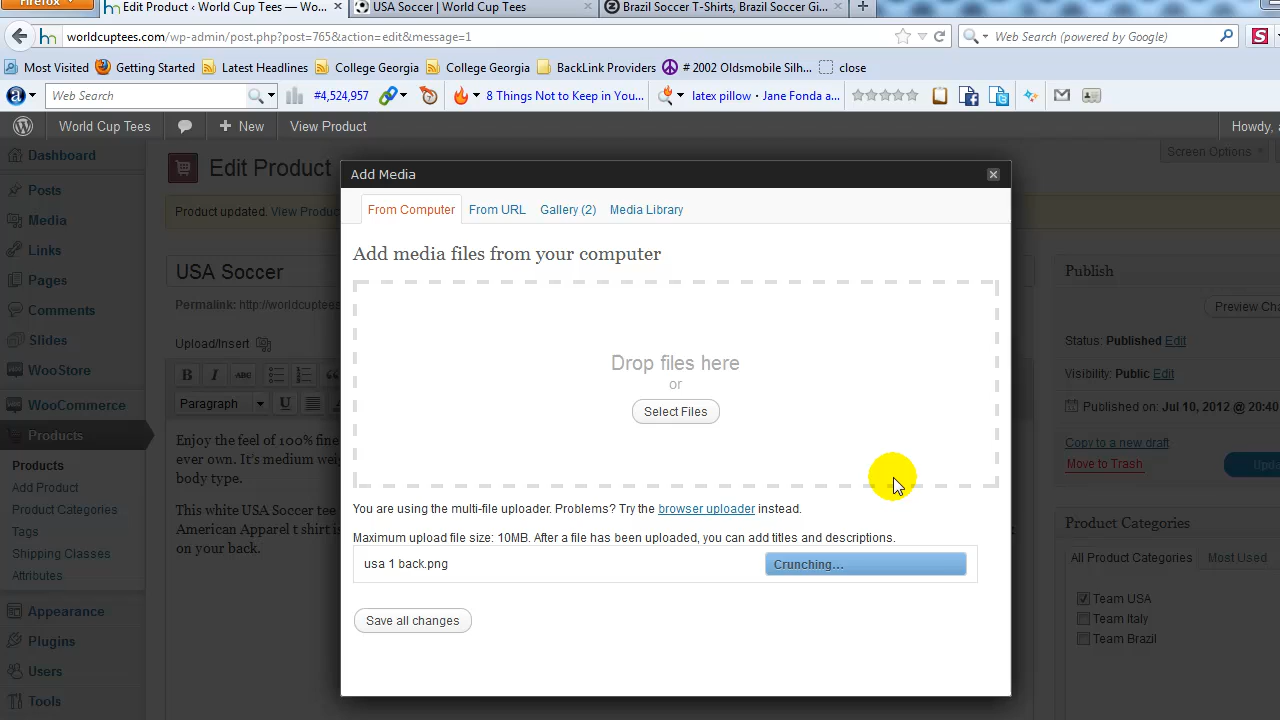 Firefox
Edit Product ‹ World Cup Tees — Wor...
USA Soccer | World Cup Tees
Brazil Soccer T-Shirts, Brazil Soccer Gi...
worldcuptees.com/wp-admin/post.php?post=765&action=edit&message=1
Web Search (powered by Google)
Most Visited
Getting Started
Latest Headlines
College Georgia
College Georgia
BackLink Providers
# 2002 Oldsmobile Silh...
close
Web Search
#4,524,957
8 Things Not to Keep in You...
latex pillow • Jane Fonda a...
World Cup Tees
New
View Product
Howdy,
Dashboard
Posts
Media
Links
Pages
Comments
Slides
WooStore
WooCommerce
Products
Products
Add Product
Product Categories
Tags
Shipping Classes
Attributes
Appearance
Plugins
Users
Tools
Edit Product
Screen Options
Product updated. View Produ
USA Soccer
Permalink: http://worldcuptees
Upload/Insert
B I ABC
Paragraph U
Enjoy the feel of 100% fine
ever own. It's medium weig
body type.
This white USA Soccer tee
American Apparel t shirt is
on your back.
Add Media
From Computer
From URL
Gallery (2)
Media Library
Add media files from your computer
Drop files here
or
Select Files
You are using the multi-file uploader. Problems? Try the browser uploader instead.
Maximum upload file size: 10MB. After a file has been uploaded, you can add titles and descriptions.
usa 1 back.png
Crunching...
Save all changes
Publish
Preview Cha
Status: Published Edit
Visibility: Public Edit
Published on: Jul 10, 2012 @ 20:40
Copy to a new draft
Move to Trash
Upda
Product Categories
All Product Categories
Most Used
Team USA
Team Italy
Team Brazil